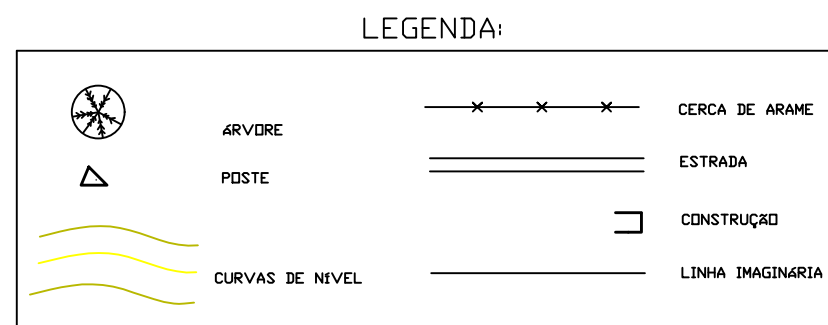 LEGENDA:
ÁRVORE
POSTE
CURVAS DE NÍVEL
CERCA DE ARAME
ESTRADA
CONSTRUÇÃO
LINHA IMAGINÁRIA